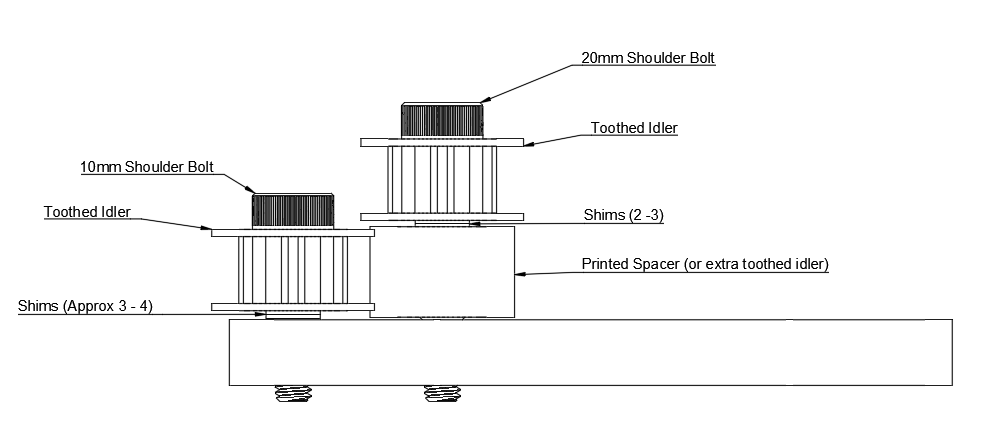 20mm Shoulder Bolt
Toothed Idler
10mm Shoulder Bolt
Toothed Idler
Shims (2 -3)
Printed Spacer (or extra toothed idler)
Shims (Approx 3 - 4)